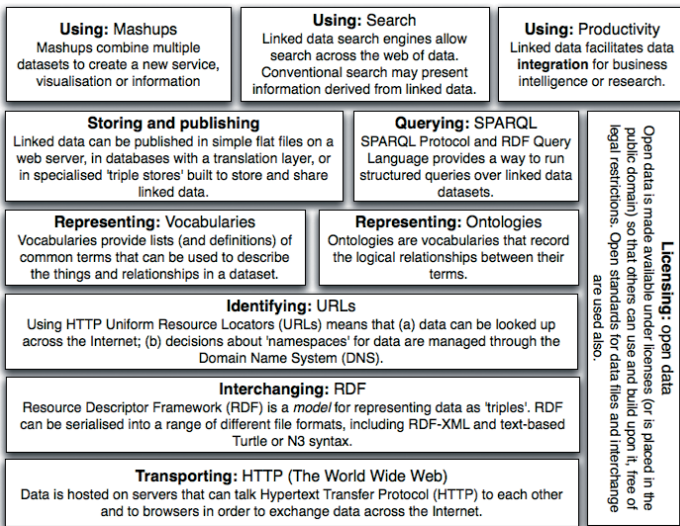 Using: Mashups
Mashups combine multiple
datasets to create a new service,
visualisation or information
Using: Search
Linked data search engines allow
search across the web of data.
Conventional search may present
information derived from linked data.
Using: Productivity
Linked data facilitates data
integration for business
intelligence or research.
Storing and publishing
Linked data can be published in simple flat files on a
web server, in databases with a translation layer, or
in specialised 'triple stores' built to store and share
linked data.
Querying: SPARQL
SPARQL Protocol and RDF Query
Language provides a way to run
structured queries over linked data
datasets.
Licensing: open data
Open data is made available under licenses (or is placed in the
public domain) so that others can use and build upon it, free of
legal restrictions. Open standards for data files and interchange
are used also.
Representing: Vocabularies
Vocabularies provide lists (and definitions) of
common terms that can be used to describe
the things and relationships in a dataset.
Representing: Ontologies
Ontologies are vocabularies that record
the logical relationships between their
terms.
Identifying: URLs
Using HTTP Uniform Resource Locators (URLs) means that (a) data can be looked up
across the Internet; (b) decisions about 'namespaces' for data are managed through the
Domain Name System (DNS).
Interchanging: RDF
Resource Descriptor Framework (RDF) is a model for representing data as 'triples'. RDF
can be serialised into a range of different file formats, including RDF-XML and text-based
Turtle or N3 syntax.
Transporting: HTTP (The World Wide Web)
Data is hosted on servers that can talk Hypertext Transfer Protocol (HTTP) to each other
and to browsers in order to exchange data across the Internet.